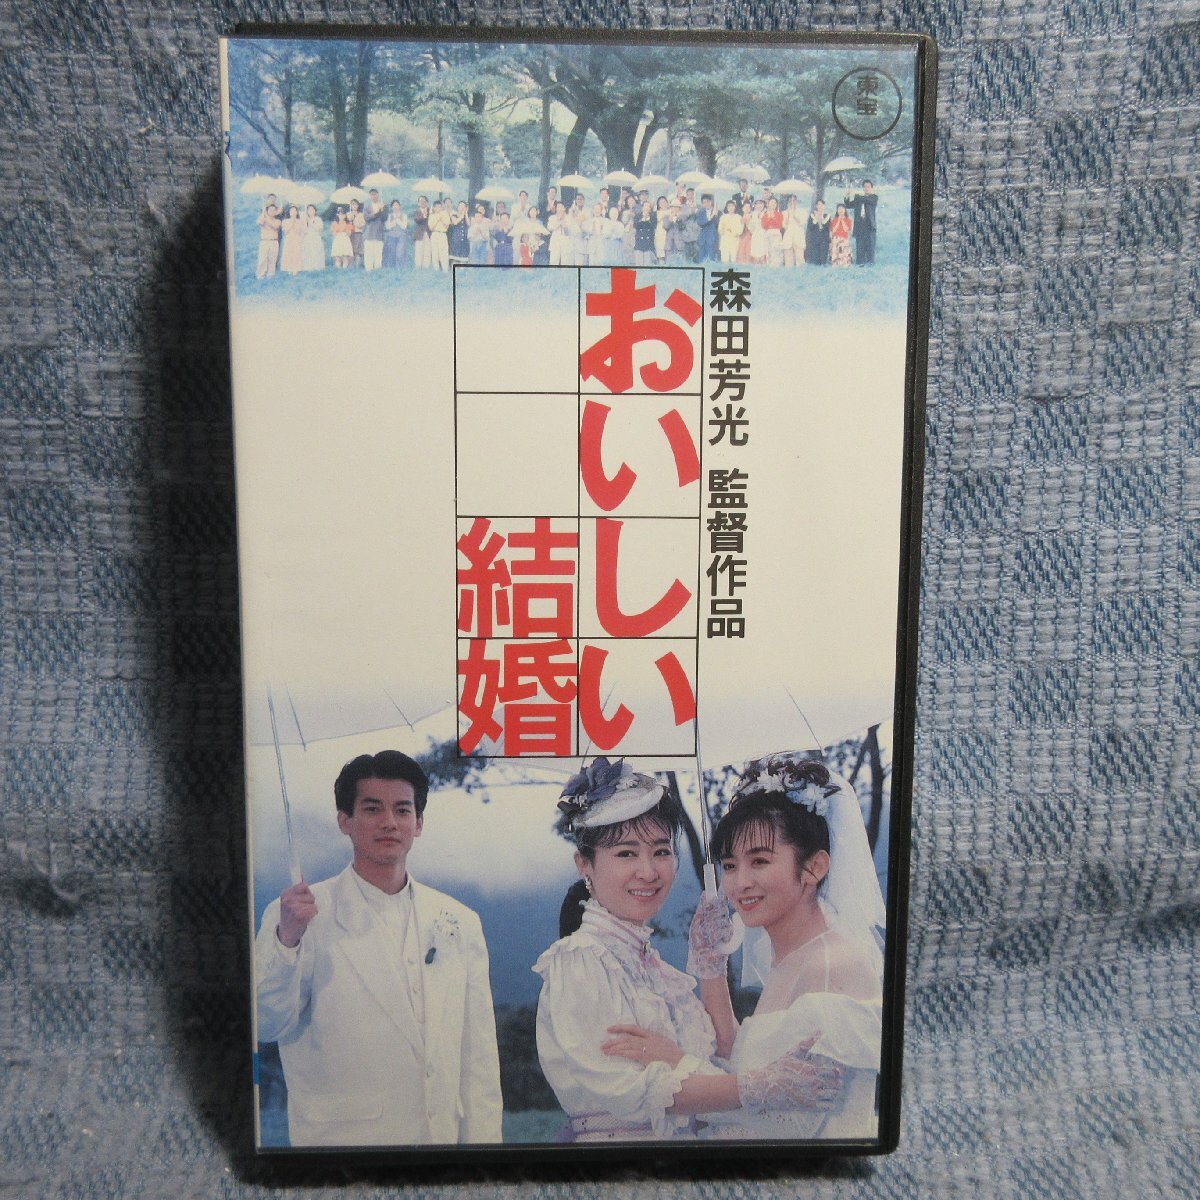 東宝
森田芳光 監督作品
おいしい
結婚